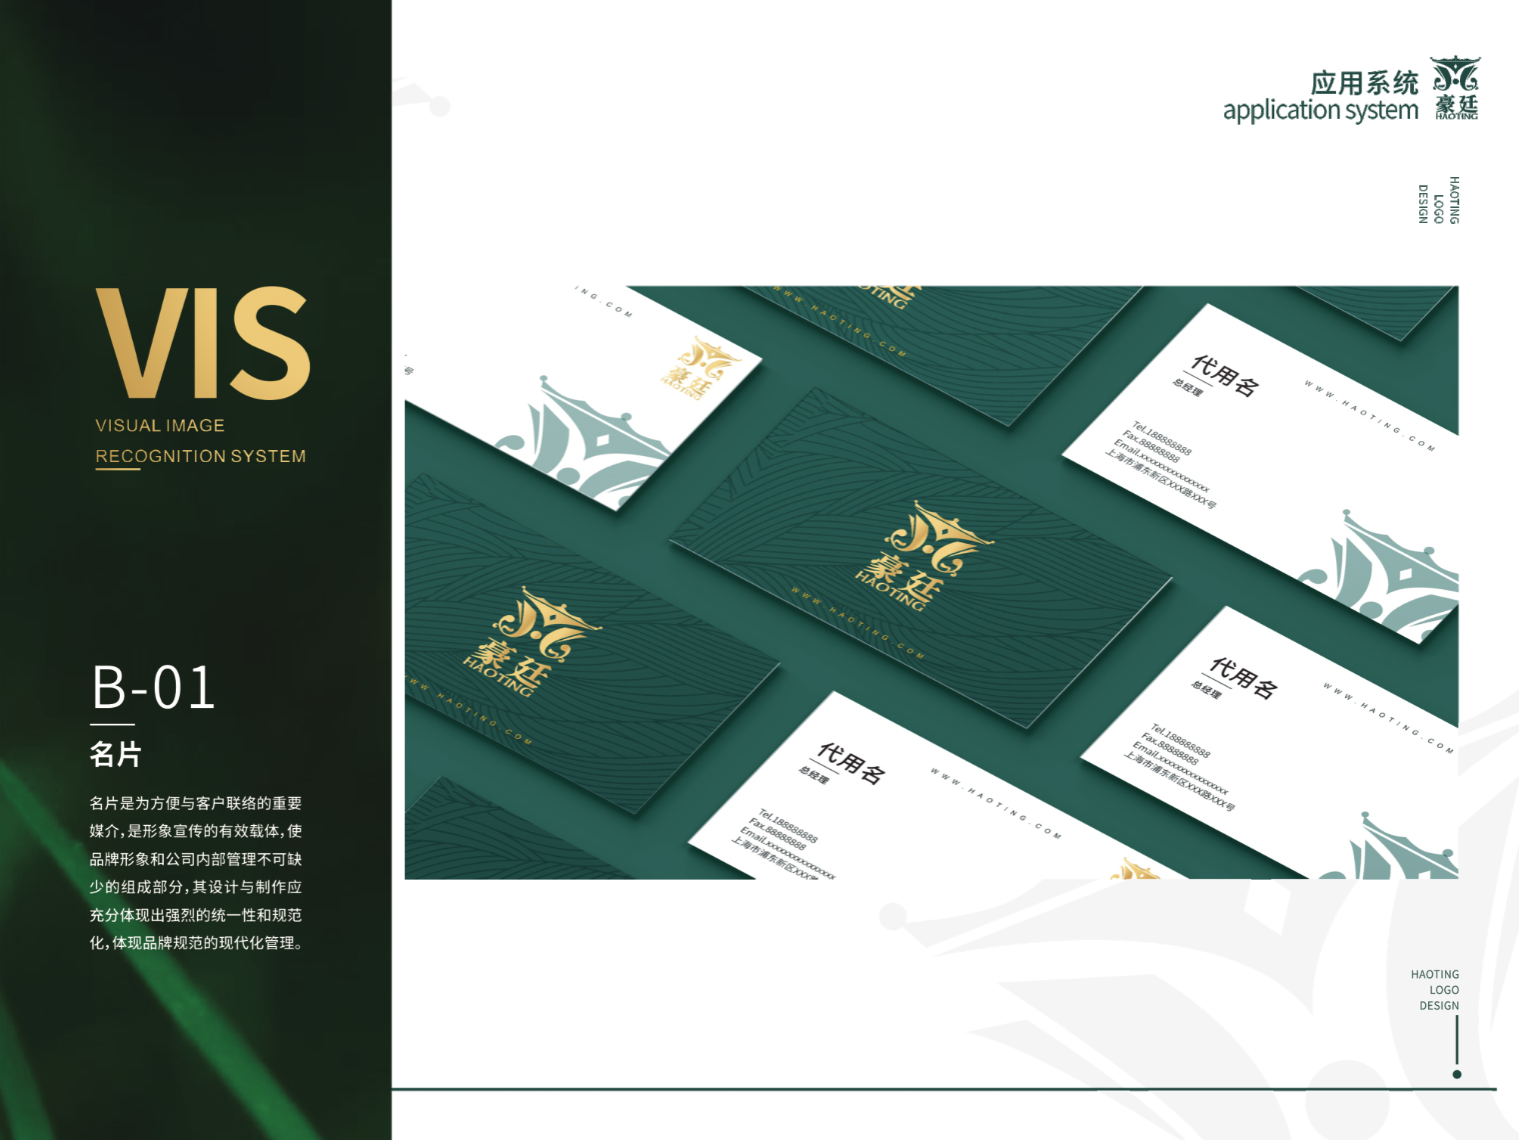 VIS
VISUAL IMAGE
RECOGNITION SYSTEM
B-01
名片
名片是为方便与客户联络的重要
媒介,是形象宣传的有效载体,使
品牌形象和公司内部管理不可缺
少的组成部分,其设计与制作应
充分体现出强烈的统一性和规范
化,体现品牌规范的现代化管理。
应用系统
application system
豪廷
HAOTING
HAOTING
LOGO
DESIGN
ING.COM
号
豪廷
HAOTING
廷
OTING
WWW.HAOTING.COM
代用名
总经理
WWW.HAOTING.COM
Tel.188888888
Fax.88888888
Email.xxxxxxxxxxxxxxxx
上海市浦东新区XXX路XXX号
豪廷
HAOTING
WWW.HAOTING.COM
豪廷
HAOTING
WW.HAOTING.COM
代用名
总经理
WWW.HAOTING.COM
Tel.188888888
Fax.88888888
Email.xxxxxxxxxxxxxxxx
上海市浦东新区XXX路XXX号
代用名
总经理
WWW.HAOTING.COM
Tel.188888888
Fax.88888888
Email.xxxxxxxxxxxxxxxx
上海市浦东新区XXX路
HAOTING
LOGO
DESIGN